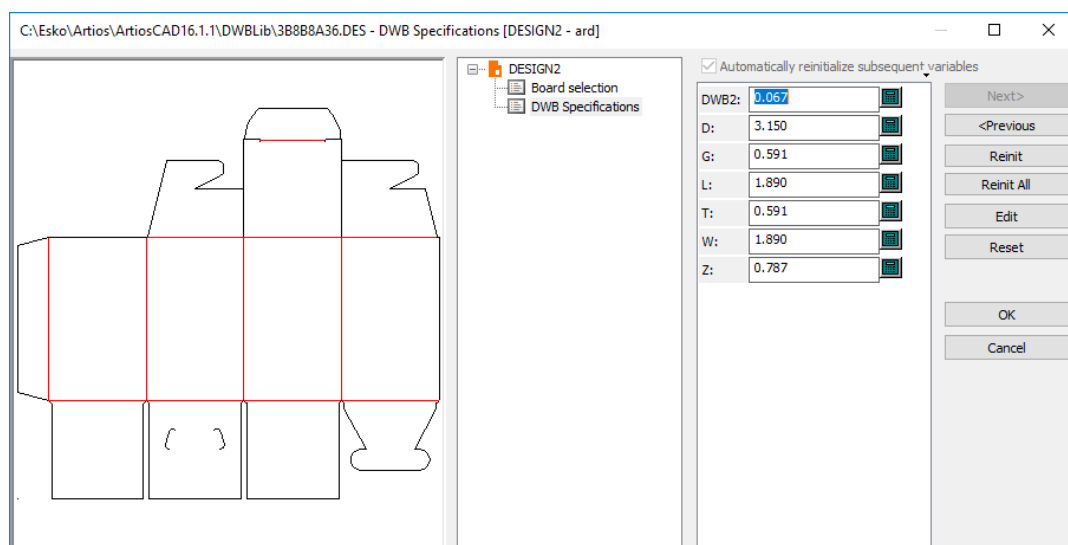 C:\Esko\Artios\ArtiosCAD16.1.1\DWBLib\3B8B8A36.DES - DWB Specifications [DESIGN2 - ard]
DESIGN2
Board selection
DWB Specifications
Automatically reinitialize subsequent variables
DWB2: 0.067
D: 3.150
G: 0.591
L: 1.890
T: 0.591
W: 1.890
Z: 0.787
Next>
<Previous
Reinit
Reinit All
Edit
Reset
OK
Cancel